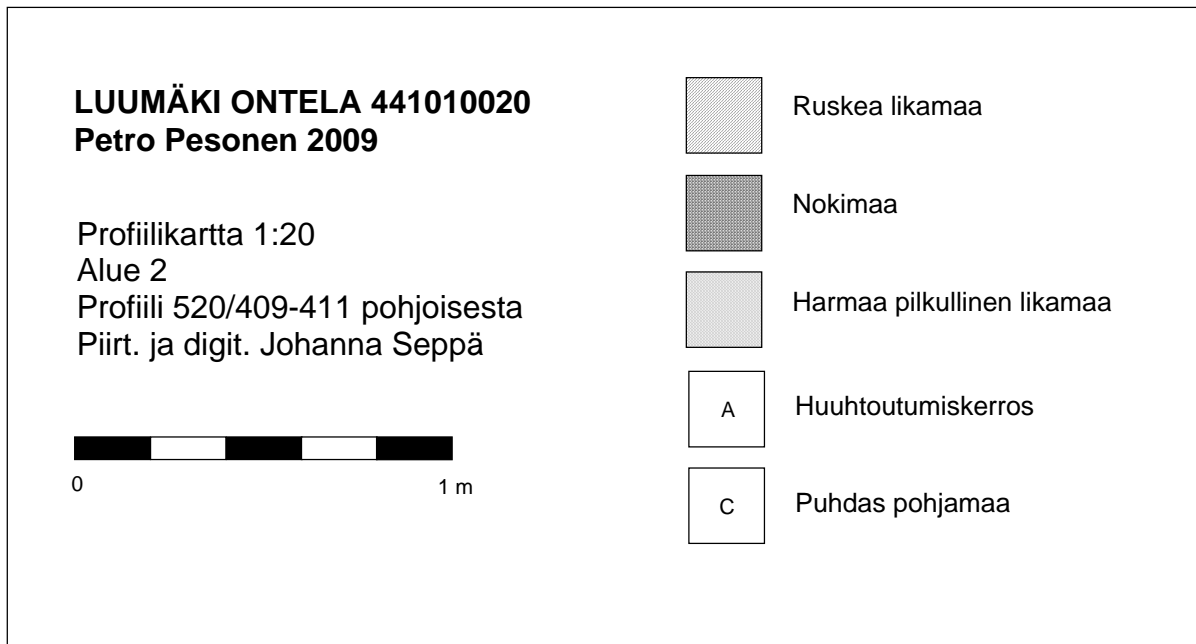 LUUMÄKI ONTELA 441010020
Petro Pesonen 2009
Profiilikartta 1:20
Alue 2
Profiili 520/409-411 pohjoisesta
Piirt. ja digit. Johanna Seppä
0
1 m
Ruskea likamaa
Nokimaa
Harmaa pilkullinen likamaa
A
Huuhtoutumiskerros
C
Puhdas pohjamaa